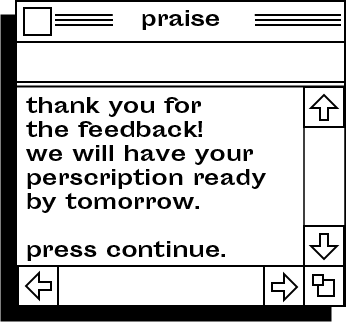 praise
thank you for
the feedback!
we will have your
perscription ready
by tomorrow.
press continue.